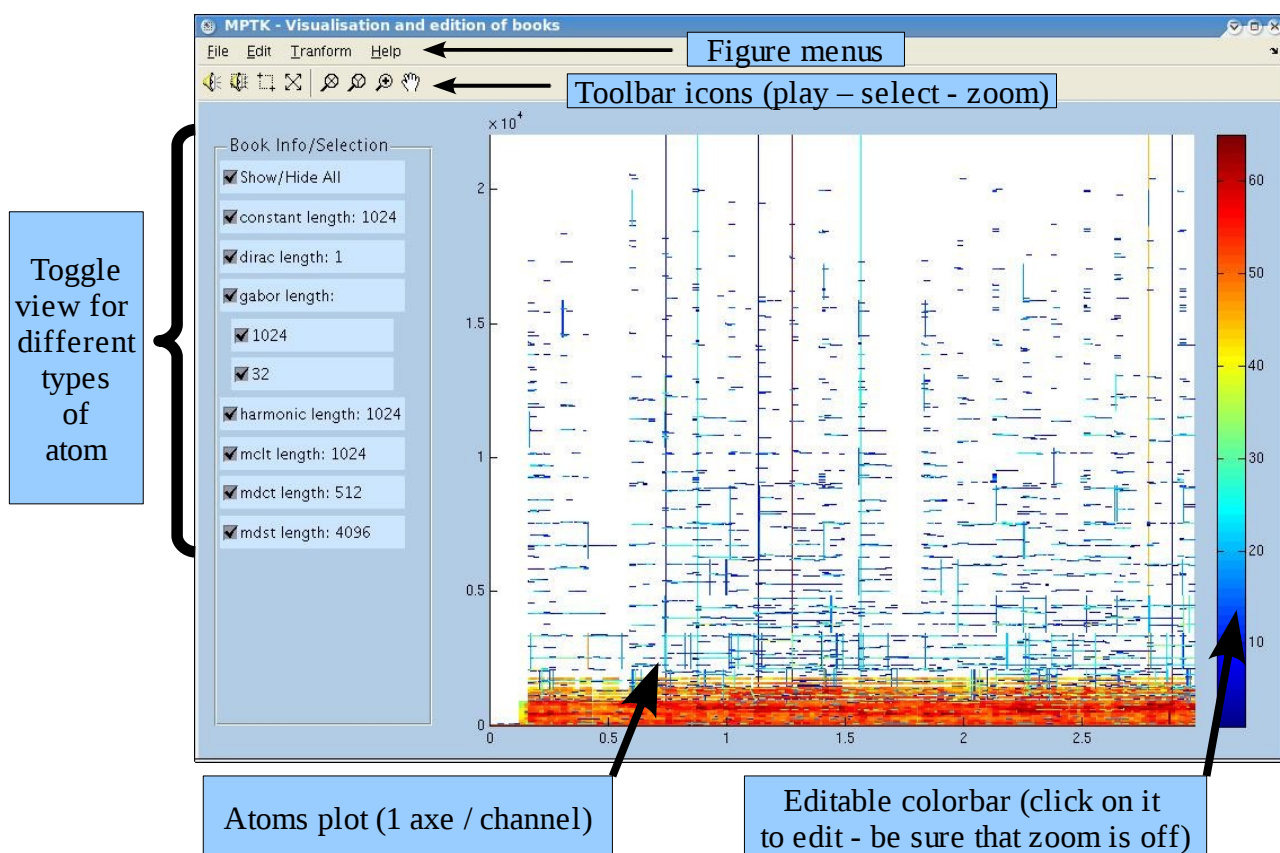 MPTK - Visualisation and edition of books
File Edit Tranform Help
Figure menus
Toolbar icons (play – select - zoom)
Book Info/Selection
Show/Hide All
constant length: 1024
dirac length: 1
gabor length:
1024
32
harmonic length: 1024
mclt length: 1024
mdct length: 512
mdst length: 4096
Toggle
view for
different
types
of
atom
× 10^4
2
1.5
1
0.5
0
0 0.5 1 1.5 2 2.5
60
50
40
30
20
10
Atoms plot (1 axe / channel)
Editable colorbar (click on it
to edit - be sure that zoom is off)